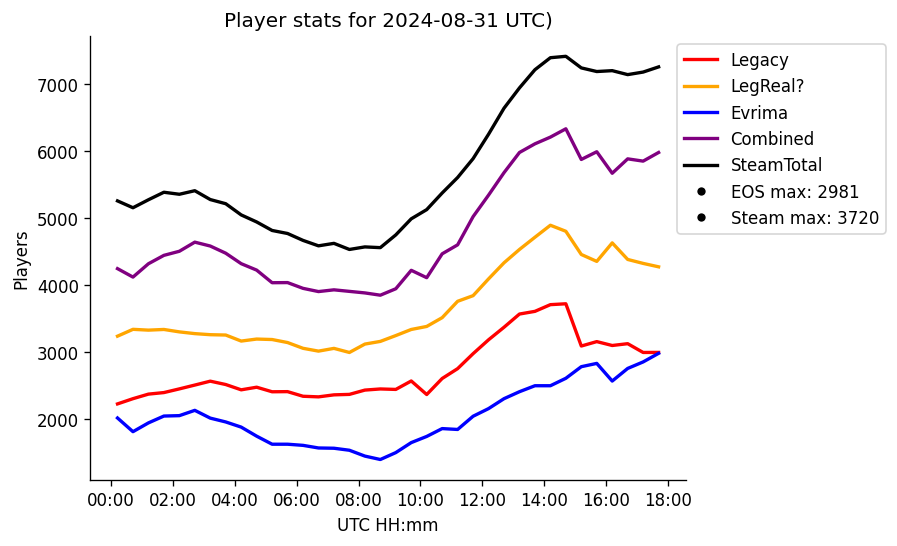 Player stats for 2024-08-31 UTC)
Legacy
LegReal?
Evrima
Combined
SteamTotal
EOS max: 2981
Steam max: 3720
Players
7000
6000
5000
4000
3000
2000
00:00 02:00 04:00 06:00 08:00 10:00 12:00 14:00 16:00 18:00
UTC HH:mm